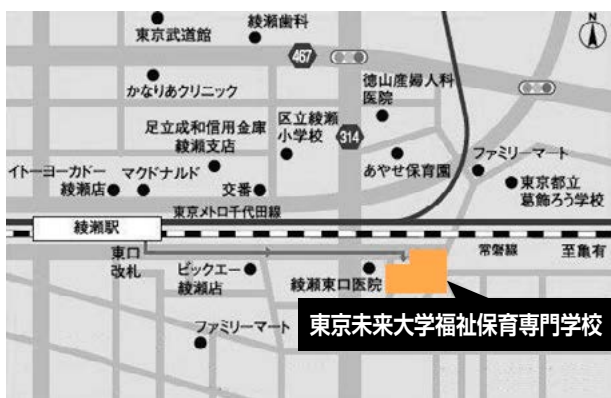 東京武道館
綾瀬歯科
N
467
かなりあクリニック
徳山産婦人科
医院
足立成和信用金庫
綾瀬支店
区立綾瀬
小学校
314
イトーヨーカドー
綾瀬店
マクドナルド
交番
あやせ保育園
ファミリーマート
東京都立
葛飾ろう学校
東京メトロ千代田線
綾瀬駅
東口
改札
ビックエー
綾瀬店
綾瀬東口医院
常磐線
至亀有
ファミリーマート
東京未来大学福祉保育専門学校